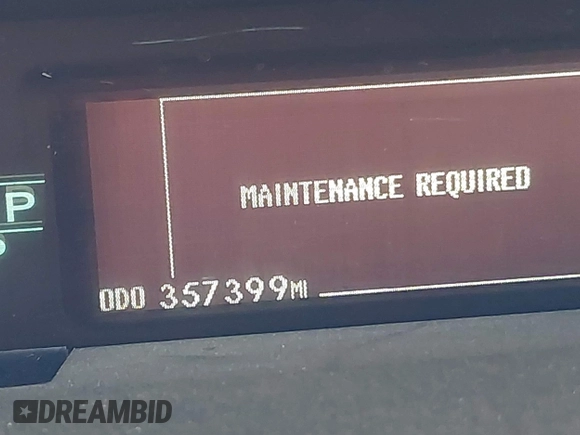 MAINTENANCE REQUIRED
P
ODO 357399MI
DREAMBID